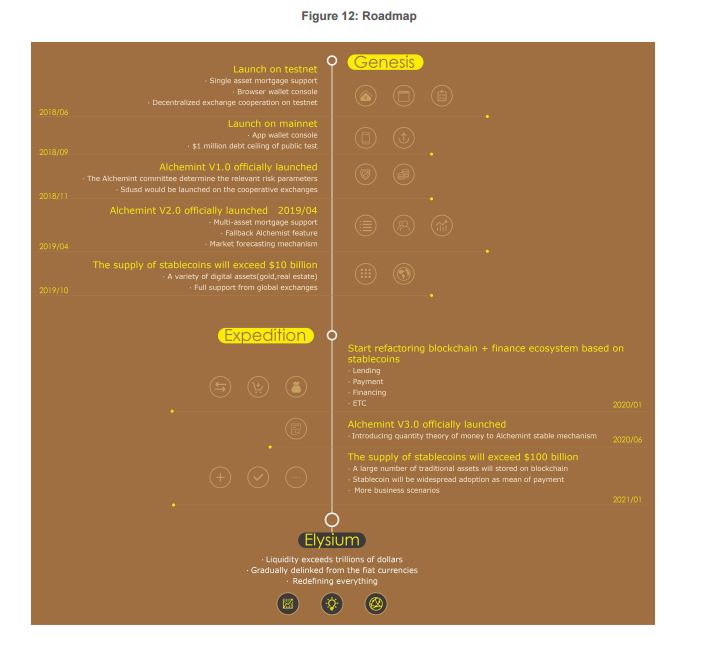 Figure 12: Roadmap
Genesis
Launch on testnet
· Single asset mortgage support
· Browser wallet console
· Decentralized exchange cooperation on testnet
2018/06
Launch on mainnet
· App wallet console
· $1 million debt ceiling of public test
2018/09
Alchemint V1.0 officially launched
· The Alchemint committee determine the relevant risk parameters
· Sdusd would be launched on the cooperative exchanges
2018/11
Alchemint V2.0 officially launched 2019/04
· Multi-asset mortgage support
· Fallback Alchemist feature
· Market forecasting mechanism
2019/04
The supply of stablecoins will exceed $10 billion
· A variety of digital assets(gold,real estate)
· Full support from global exchanges
2019/10
Expedition
Start refactoring blockchain + finance ecosystem based on
stablecoins
· Lending
· Payment
· Financing
· ETC
2020/01
Alchemint V3.0 officially launched
· Introducing quantity theory of money to Alchemint stable mechanism
2020/06
The supply of stablecoins will exceed $100 billion
· A large number of traditional assets will stored on blockchain
· Stablecoin will be widespread adoption as mean of payment
· More business scenarios
2021/01
Elysium
· Liquidity exceeds trillions of dollars
· Gradually delinked from the fiat currencies
· Redefining everything